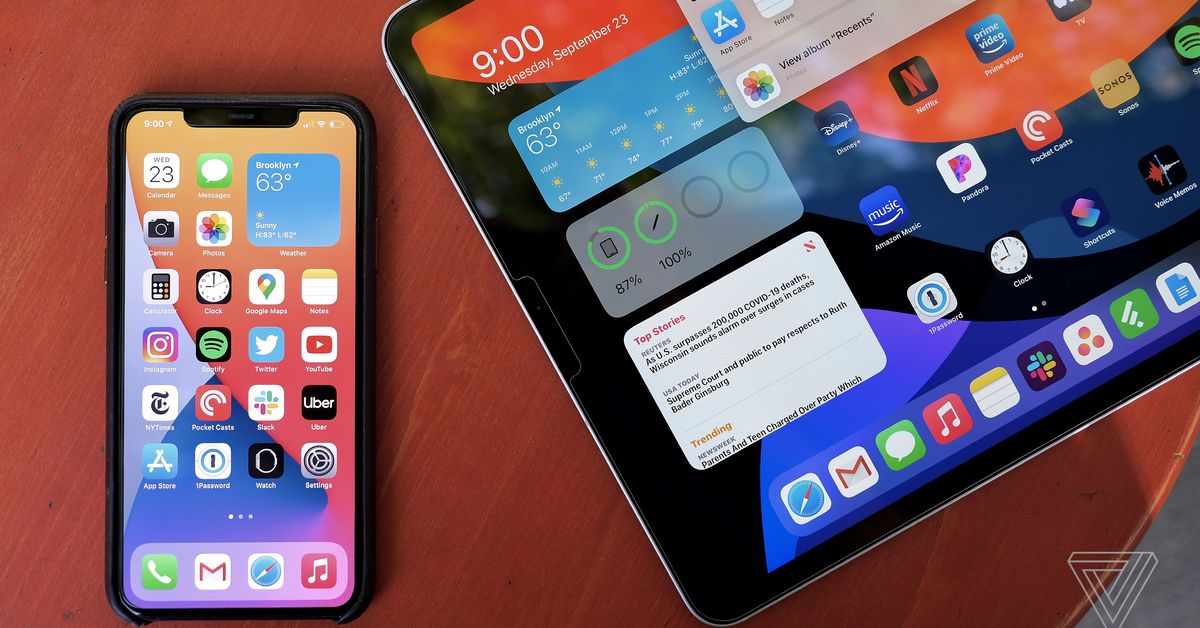 9:00
WED
23
Calendar
Messages
Brooklyn
63°
Sunny
H:83° L:62°
Camera
Photos
Weather
Calculator
Clock
Google Maps
Notes
Instagram
Spotify
Twitter
YouTube
NYTimes
Pocket Casts
Slack
Uber
Uber
App Store
1Password
Watch
Settings
9:00
Wednesday, September 23
Brooklyn
63°
Sunny
H:83° L:62°
10AM
11AM
12PM
1PM
2PM
3PM
67°
71°
74°
77°
79°
87%
100%
Top Stories
REUTERS
As U.S. surpasses 200,000 COVID-19 deaths,
Wisconsin sounds alarm over surges in cases
USA TODAY
Supreme Court and public to pay respects to Ruth
Bader Ginsburg
Trending
NEWSWEEK
Parents And Teen Charged Over Party Which
App Store
Notes
View album “Recents”
Photos
TV
prime video
Prime Video
Netflix
SONOS
Sonos
Disney+
Disney+
Pocket Casts
Pandora
Voice Memos
music
Amazon Music
Shortcuts
Clock
1Password